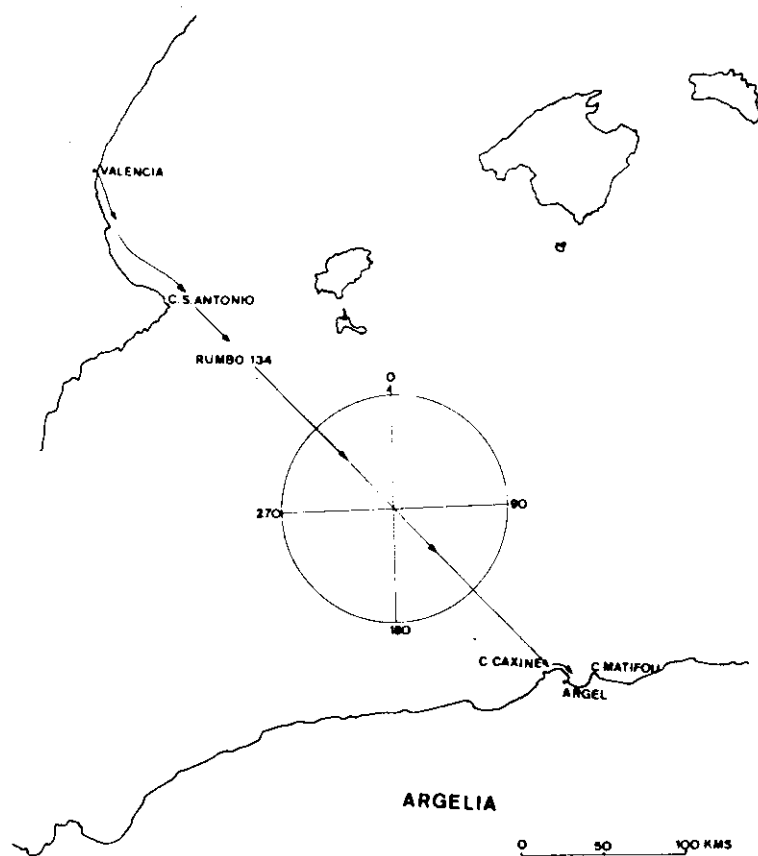 VALENCIA
C.S.ANTONIO
RUMBO 134
0
270
90
180
C.CAXINE
C.MATIFOU
ARGEL
ARGELIA
0 50 100 KMS